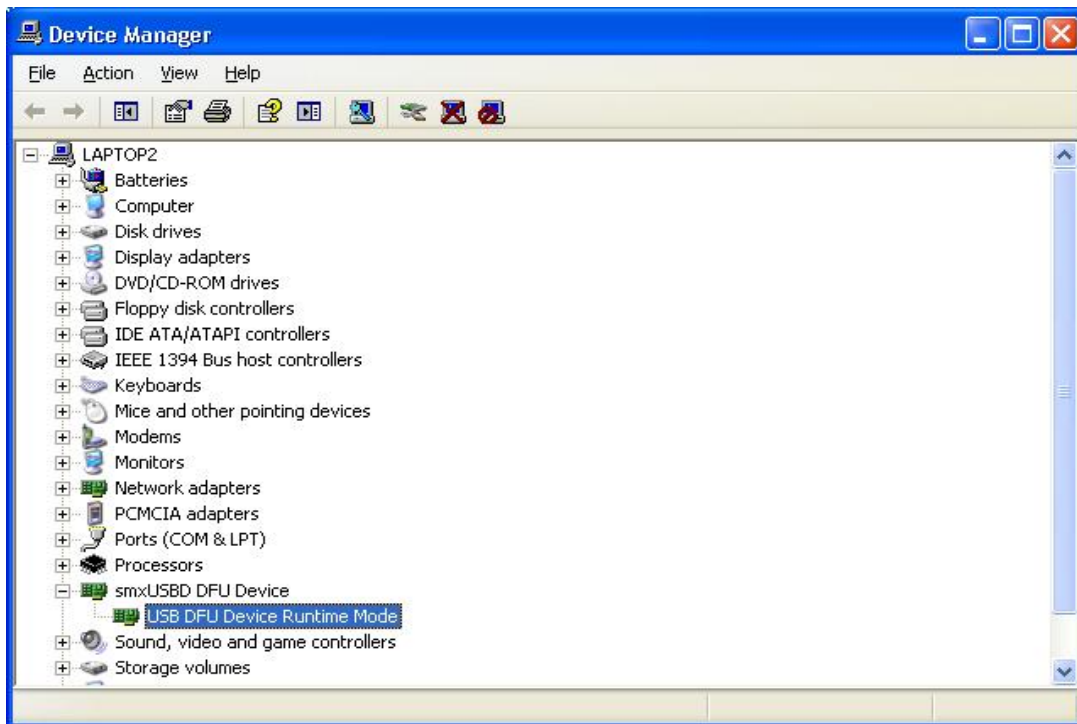 Device Manager
File Action View Help
LAPTOP2
Batteries
Computer
Disk drives
Display adapters
DVD/CD-ROM drives
Floppy disk controllers
IDE ATA/ATAPI controllers
IEEE 1394 Bus host controllers
Keyboards
Mice and other pointing devices
Modems
Monitors
Network adapters
PCMCIA adapters
Ports (COM & LPT)
Processors
smxUSBD DFU Device
USB DFU Device Runtime Mode
Sound, video and game controllers
Storage volumes